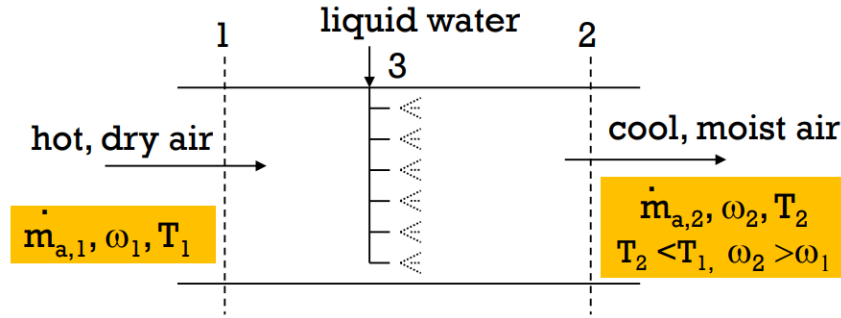 liquid water
1
2
3
hot, dry air
cool, moist air
ṁₐ,₁, ω₁, T₁
ṁₐ,₂, ω₂, T₂
T₂ <T₁, ω₂ >ω₁